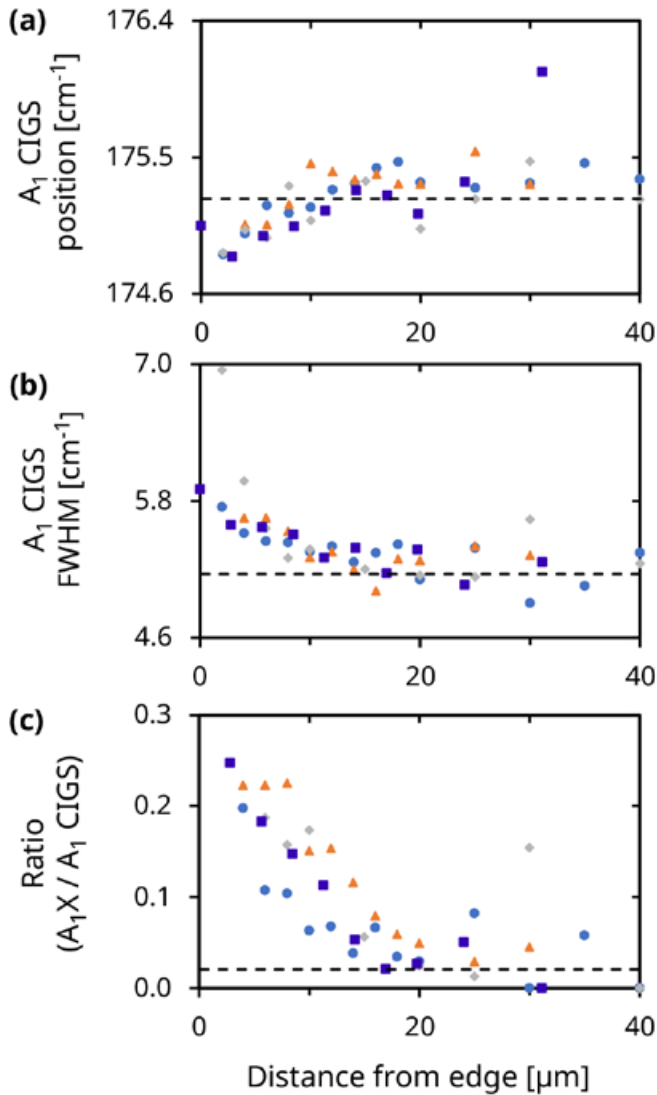 (a)
176.4
175.5
174.6
A₁ CIGS
position [cm⁻¹]
0
20
40
(b)
7.0
5.8
4.6
A₁ CIGS
FWHM [cm⁻¹]
0
20
40
(c)
0.3
0.2
0.1
0.0
Ratio
(A₁X / A₁ CIGS)
0
20
40
Distance from edge [µm]